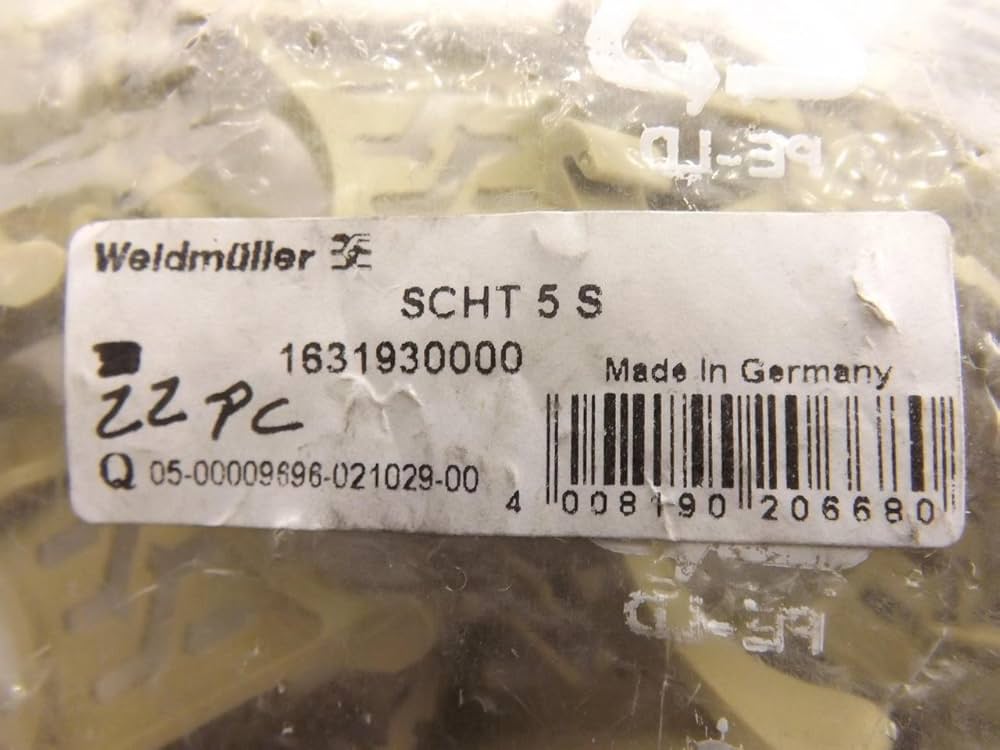 PE-LD
Weidmüller
SCHT 5 S
1631930000
Made In Germany
22 PC
Q 05-00009696-021029-00
4 008190 206680
PE-LD